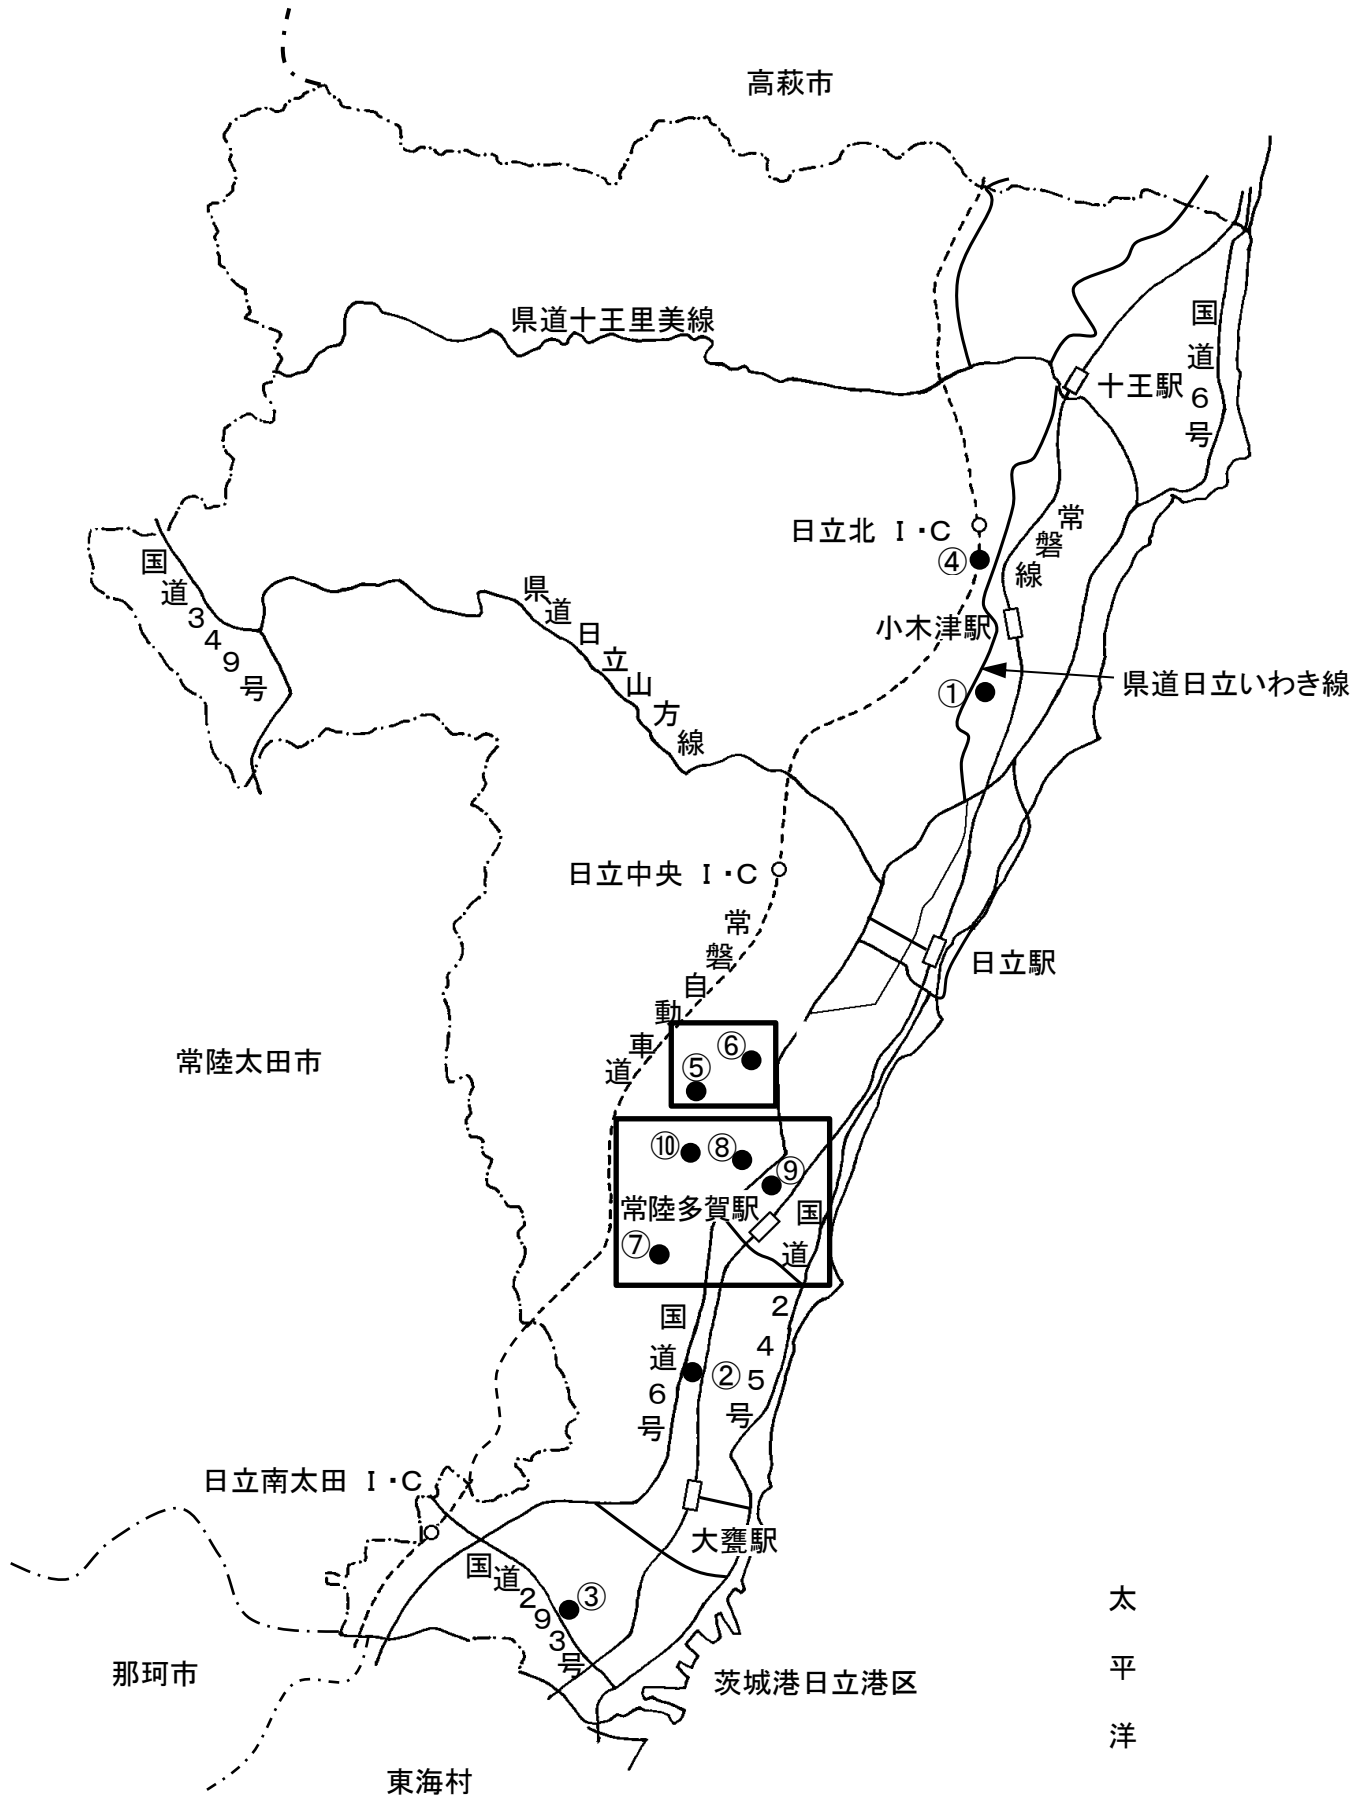 高萩市
県道十王里美線
国道6号
十王駅
日立北 I・C
常磐線
④
国道349号
県道日立山方線
小木津駅
①
県道日立いわき線
日立中央 I・C
常磐自動車道
日立駅
常陸太田市
⑥
⑤
⑩
⑧
⑨
常陸多賀駅
⑦
国道245号
国道6号
②
日立南太田 I・C
大甕駅
国道293号
③
那珂市
茨城港日立港区
太平洋
東海村